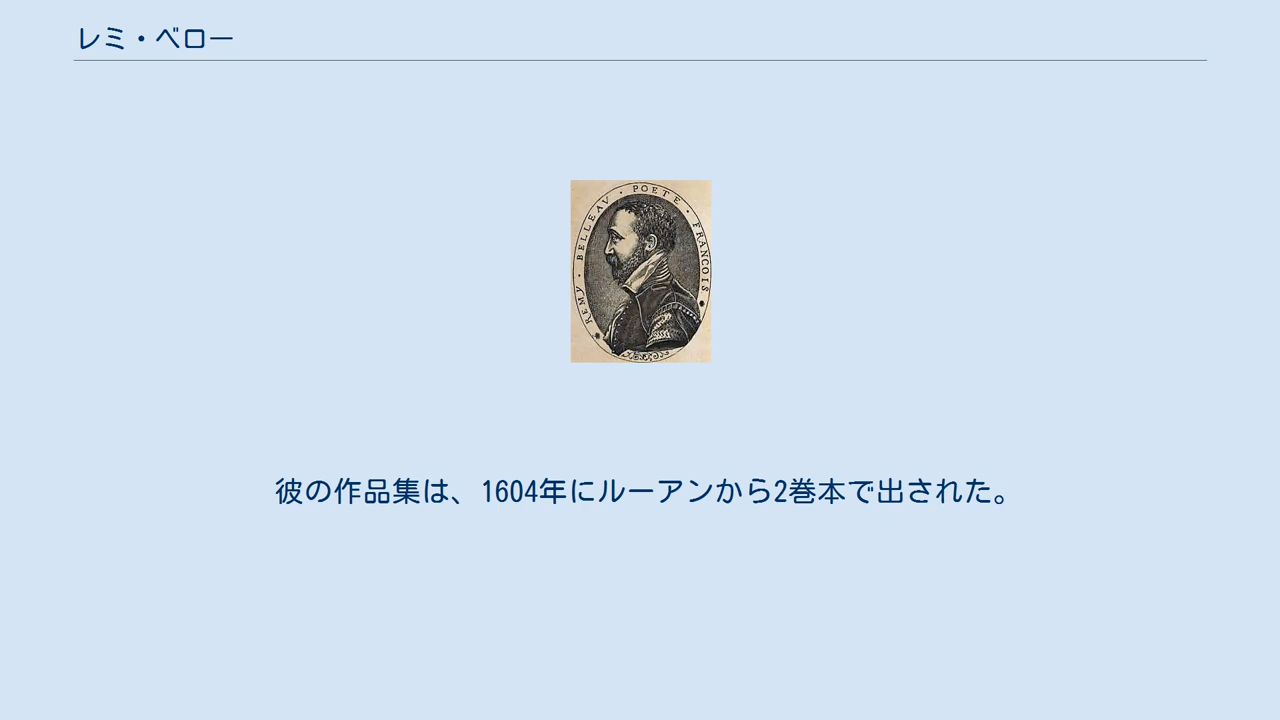 レミ・ベロー
REMY · BELLEAV · POETE · FRANCOIS
彼の作品集は、1604年にルーアンから2巻本で出された。